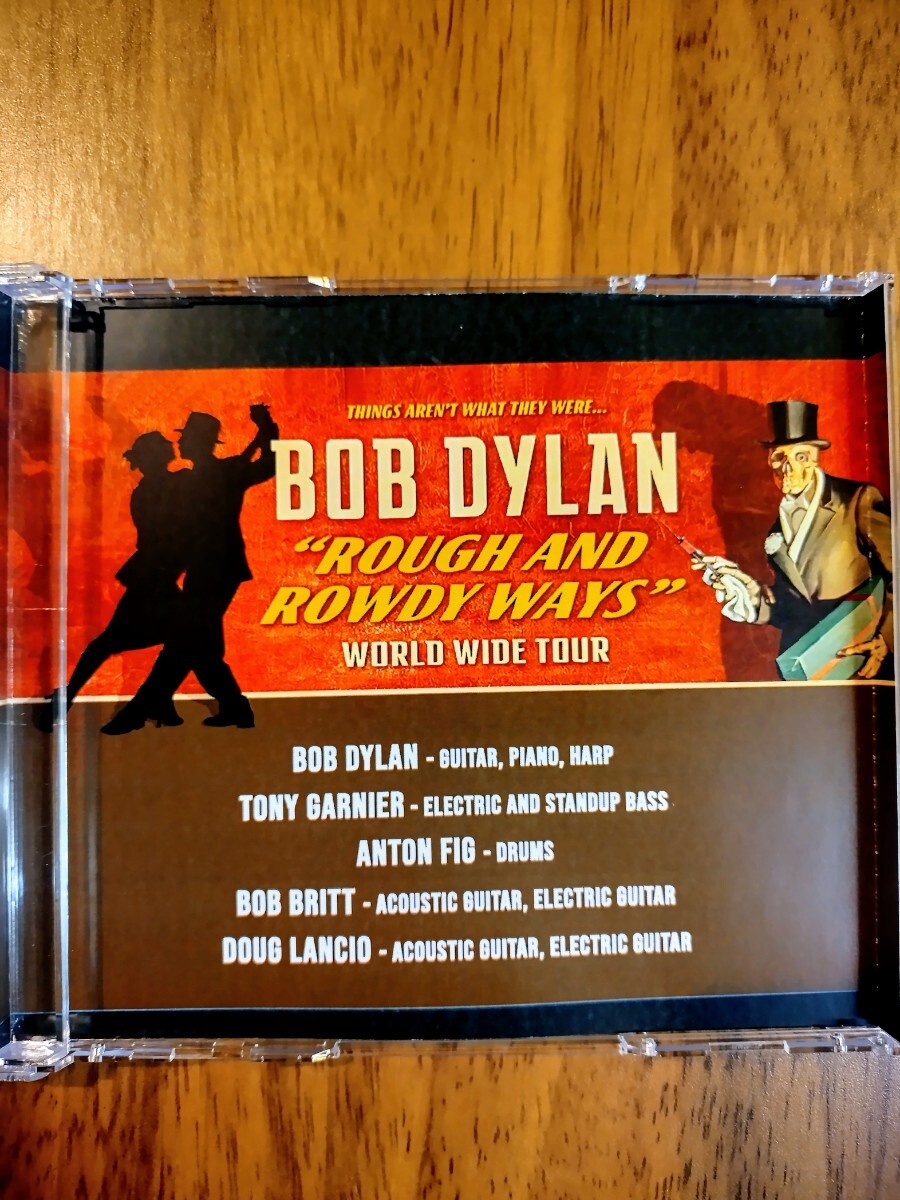 THINGS AREN'T WHAT THEY WERE...
BOB DYLAN
"ROUGH AND
ROWDY WAYS"
WORLD WIDE TOUR
BOB DYLAN - GUITAR, PIANO, HARP
TONY GARNIER - ELECTRIC AND STANDUP BASS
ANTON FIG - DRUMS
BOB BRITT - ACOUSTIC GUITAR, ELECTRIC GUITAR
DOUG LANCIO - ACOUSTIC GUITAR, ELECTRIC GUITAR